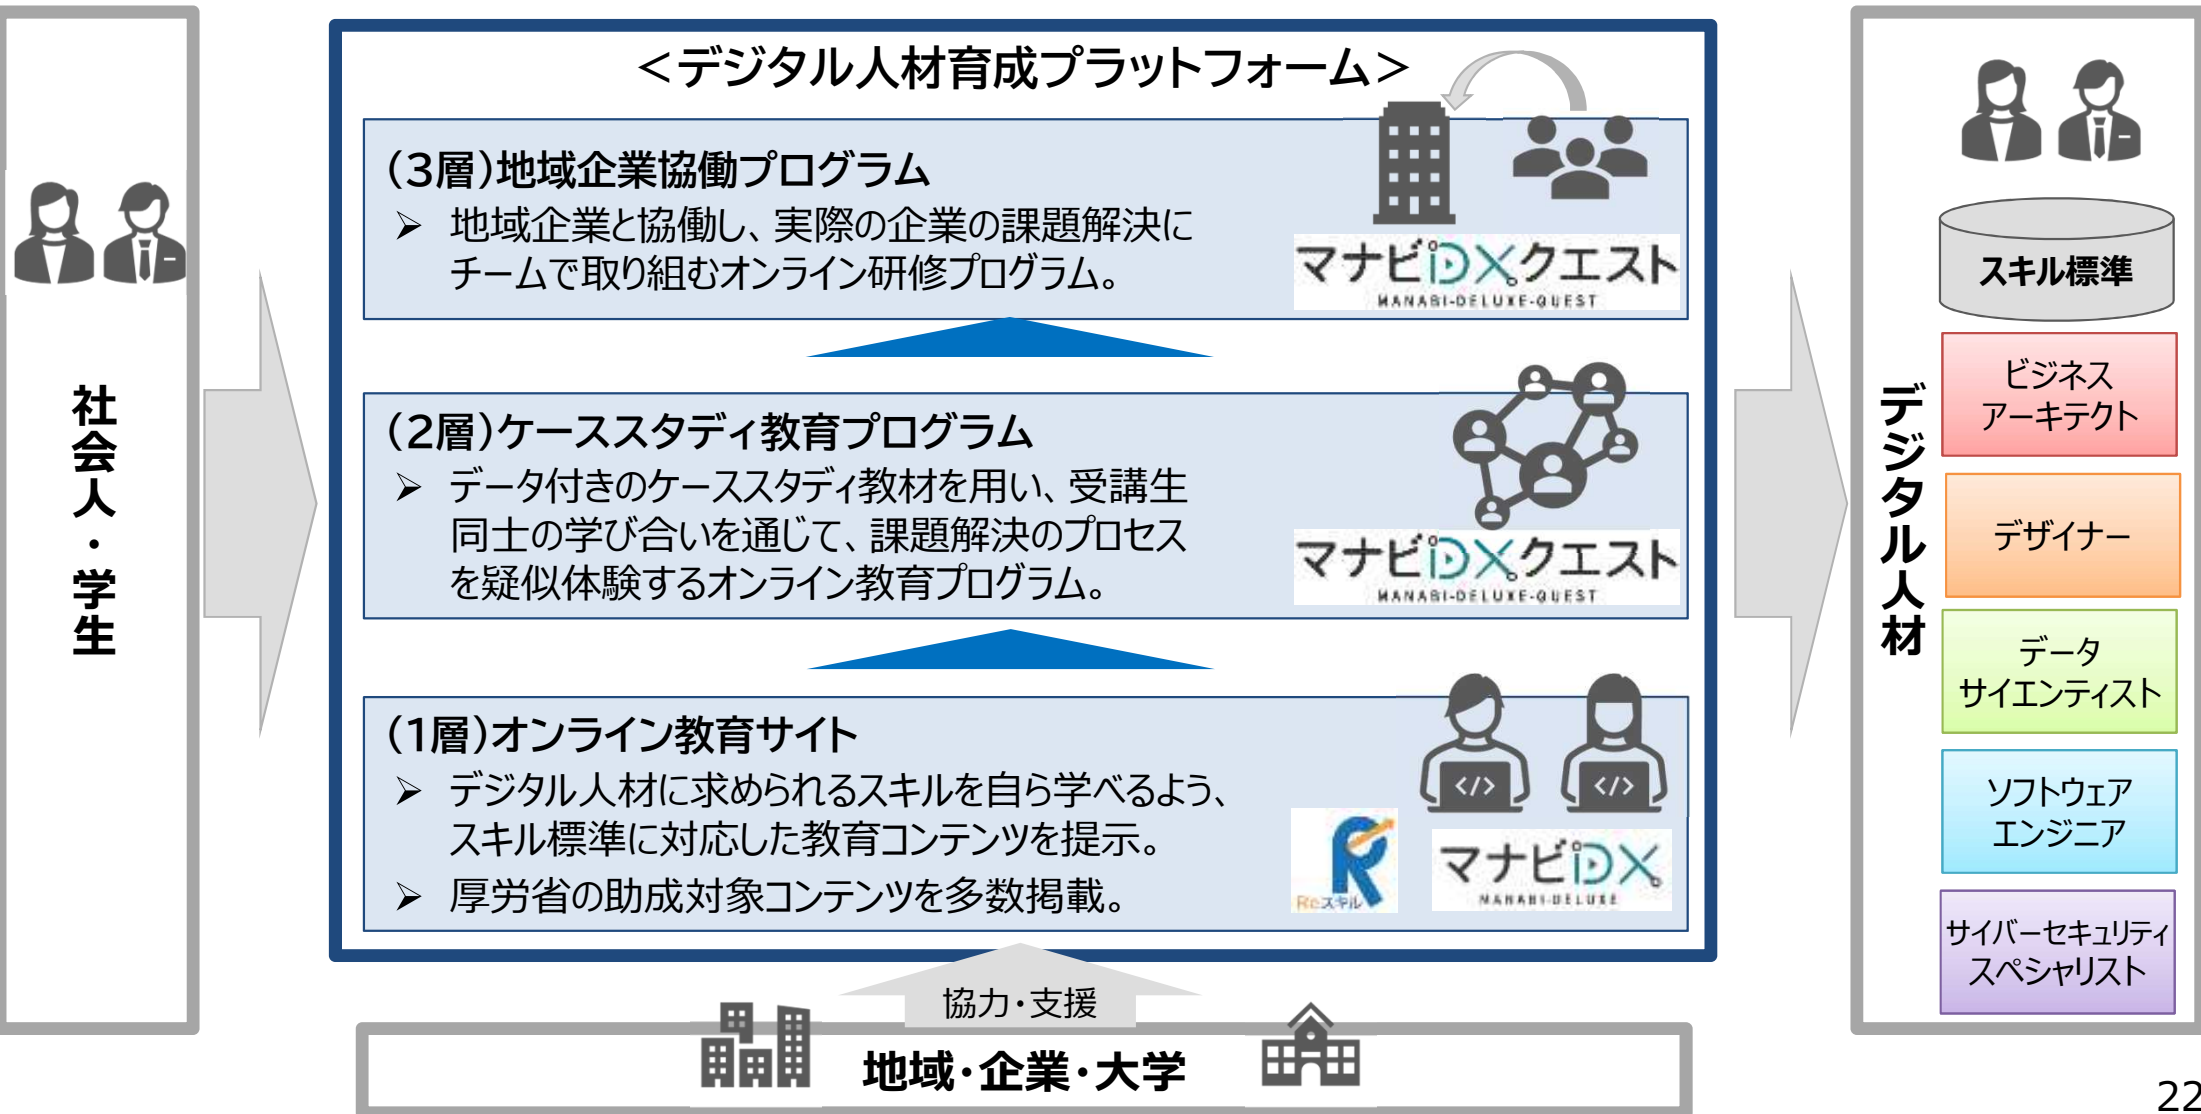 社会人・学生
<デジタル人材育成プラットフォーム>
(3層)地域企業協働プログラム
➢ 地域企業と協働し、実際の企業の課題解決に
チームで取り組むオンライン研修プログラム。
マナビDXクエスト
MANABI-DELUXE-QUEST
(2層)ケーススタディ教育プログラム
➢ データ付きのケーススタディ教材を用い、受講生
同士の学び合いを通じて、課題解決のプロセス
を疑似体験するオンライン教育プログラム。
マナビDXクエスト
MANABI-DELUXE-QUEST
(1層)オンライン教育サイト
➢ デジタル人材に求められるスキルを自ら学べるよう、
スキル標準に対応した教育コンテンツを提示。
➢ 厚労省の助成対象コンテンツを多数掲載。
</>
</>
R
Reスキル
マナビDX
MANABI-DELUXE
協力・支援
地域・企業・大学
デジタル人材
スキル標準
ビジネス
アーキテクト
デザイナー
データ
サイエンティスト
ソフトウェア
エンジニア
サイバーセキュリティ
スペシャリスト
22